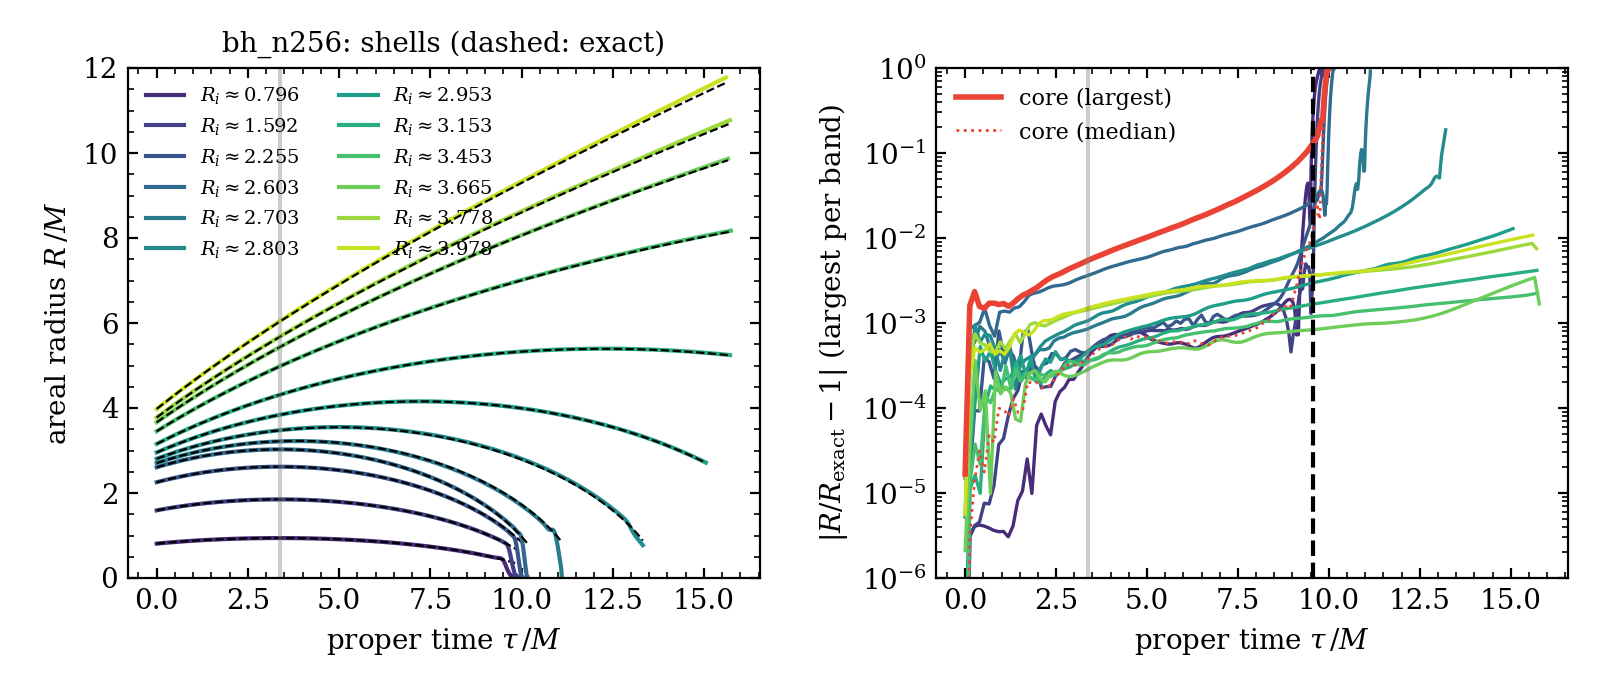 bh_n256: shells (dashed: exact)
areal radius R /M
12
10
8
6
4
2
0
R_i ≈ 0.796
R_i ≈ 1.592
R_i ≈ 2.255
R_i ≈ 2.603
R_i ≈ 2.703
R_i ≈ 2.803
R_i ≈ 2.953
R_i ≈ 3.153
R_i ≈ 3.453
R_i ≈ 3.665
R_i ≈ 3.778
R_i ≈ 3.978
0.0 2.5 5.0 7.5 10.0 12.5 15.0
proper time τ /M
|R/R_exact − 1| (largest per band)
10^0
10^−1
10^−2
10^−3
10^−4
10^−5
10^−6
core (largest)
core (median)
0.0 2.5 5.0 7.5 10.0 12.5 15.0
proper time τ /M